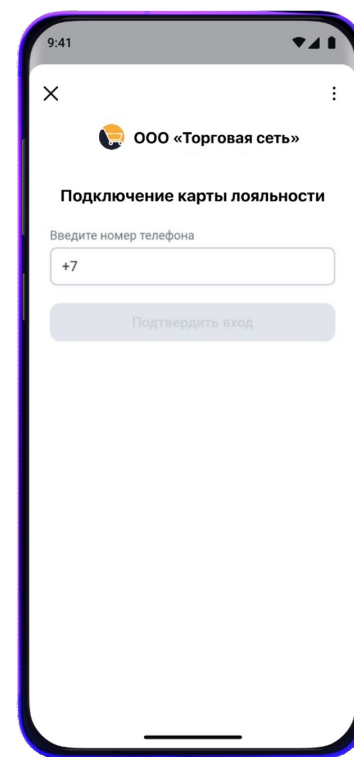 9:41
ООО «Торговая сеть»
Подключение карты лояльности
Введите номер телефона
+7
Подтвердить вход